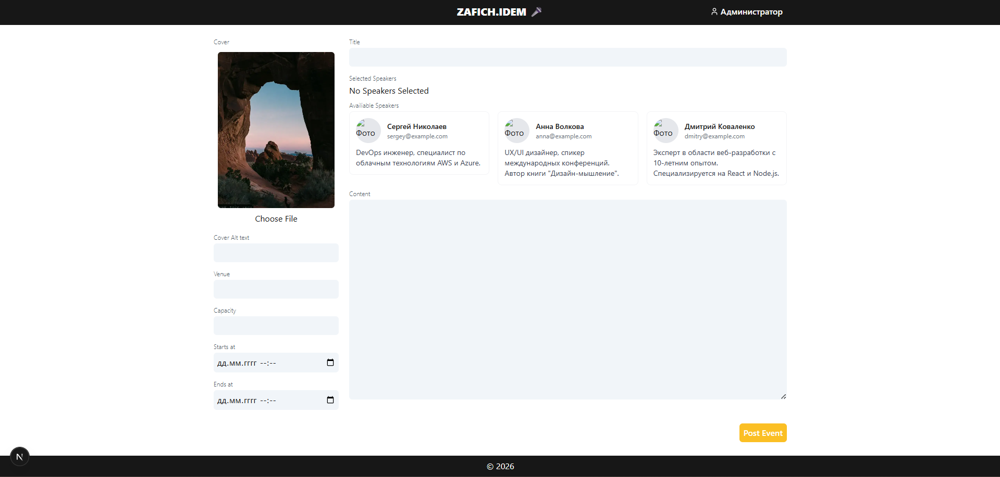 ZAFICH.IDEM
Администратор
Cover
Choose File
Cover Alt text
Venue
Capacity
Starts at
дд.мм.гггг --:--
Ends at
дд.мм.гггг --:--
Title
Selected Speakers
No Speakers Selected
Availiable Speakers
Фото
Сергей Николаев
sergey@example.com
DevOps инженер, специалист по
облачным технологиям AWS и Azure.
Фото
Анна Волкова
anna@example.com
UX/UI дизайнер, спикер
международных конференций.
Автор книги "Дизайн-мышление".
Фото
Дмитрий Коваленко
dmitry@example.com
Эксперт в области веб-разработки с
10-летним опытом.
Специализируется на React и Node.js.
Content
Post Event
N
© 2026